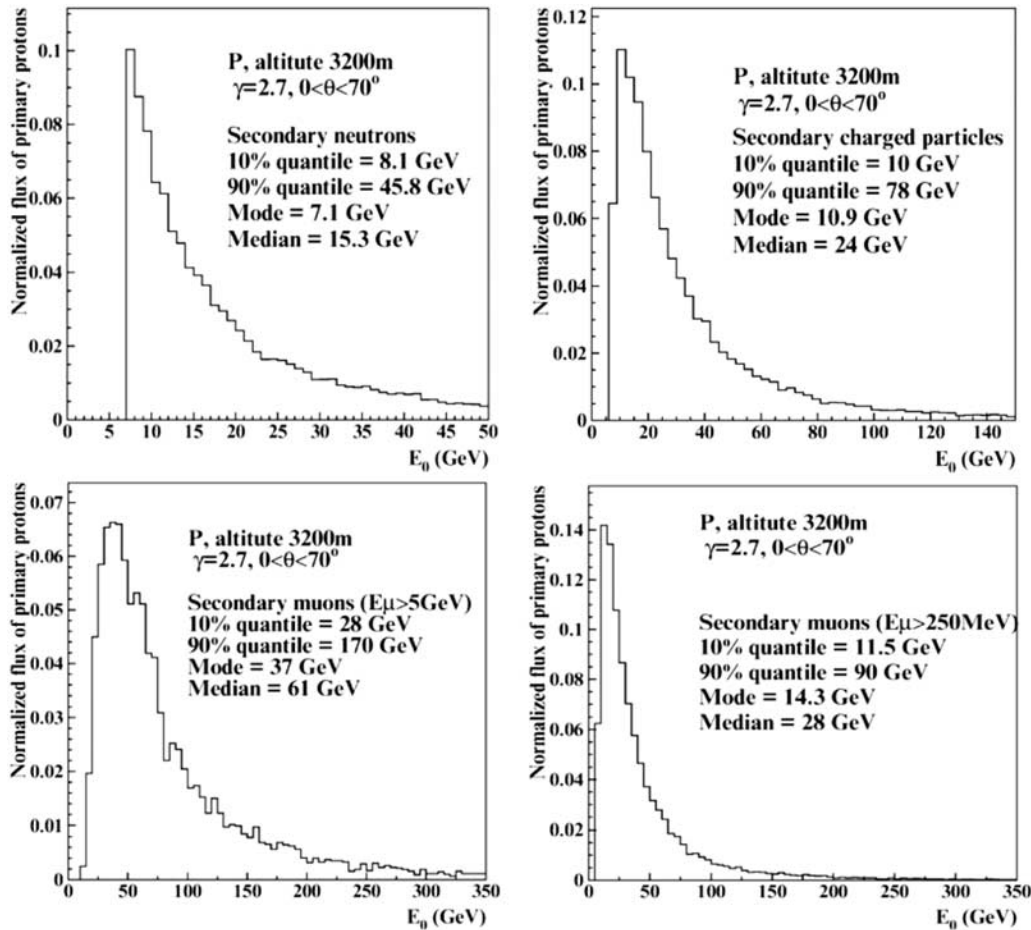 Normalized flux of primary protons
0.1
0.08
0.06
0.04
0.02
0
P, altitute 3200m
γ=2.7, 0<θ<70°
Secondary neutrons
10% quantile = 8.1 GeV
90% quantile = 45.8 GeV
Mode = 7.1 GeV
Median = 15.3 GeV
0 5 10 15 20 25 30 35 40 45 50
E₀ (GeV)
Normalized flux of primary protons
0.12
0.1
0.08
0.06
0.04
0.02
0
P, altitute 3200m
γ=2.7, 0<θ<70°
Secondary charged particles
10% quantile = 10 GeV
90% quantile = 78 GeV
Mode = 10.9 GeV
Median = 24 GeV
0 20 40 60 80 100 120 140
E₀ (GeV)
Normalized flux of primary protons
0.07
0.06
0.05
0.04
0.03
0.02
0.01
0
P, altitute 3200m
γ=2.7, 0<θ<70°
Secondary muons (Eμ>5GeV)
10% quantile = 28 GeV
90% quantile = 170 GeV
Mode = 37 GeV
Median = 61 GeV
0 50 100 150 200 250 300 350
E₀ (GeV)
Normalized flux of primary protons
0.14
0.12
0.1
0.08
0.06
0.04
0.02
0
P, altitute 3200m
γ=2.7, 0<θ<70°
Secondary muons (Eμ>250MeV)
10% quantile = 11.5 GeV
90% quantile = 90 GeV
Mode = 14.3 GeV
Median = 28 GeV
0 50 100 150 200 250 300 350
E₀ (GeV)